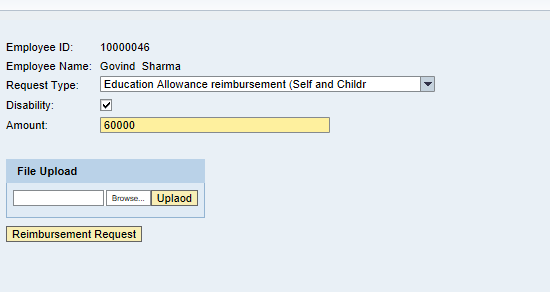 Employee ID: 10000046
Employee Name: Govind Sharma
Request Type: Education Allowance reimbursement (Self and Childr
Disability:
Amount: 60000
File Upload
Browse... Uplaod
Reimbursement Request